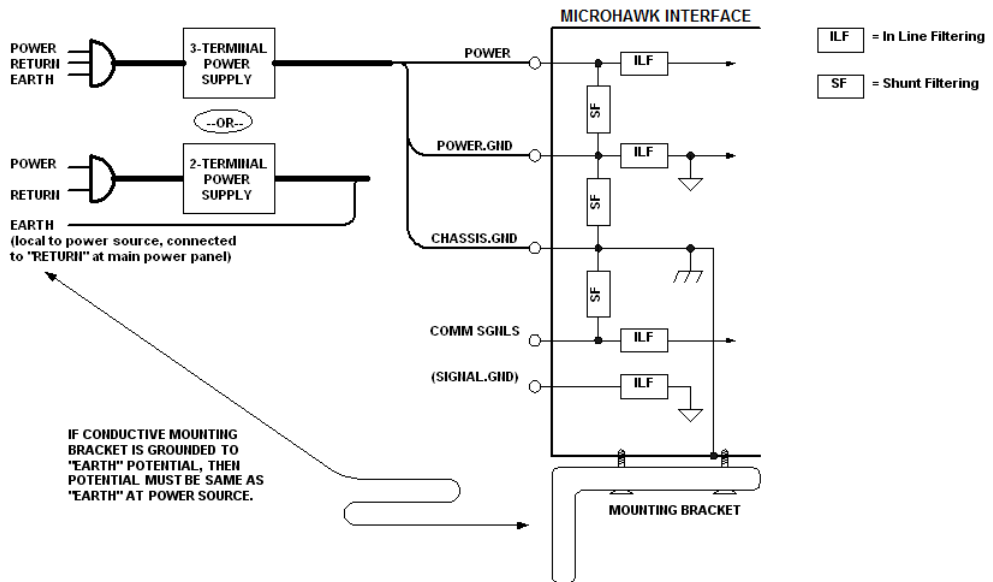 MICROHAWK INTERFACE
ILF = In Line Filtering
SF = Shunt Filtering
POWER
RETURN
EARTH
3-TERMINAL
POWER
SUPPLY
--OR--
POWER
RETURN
2-TERMINAL
POWER
SUPPLY
EARTH
(local to power source, connected
to "RETURN" at main power panel)
POWER
ILF
SF
POWER.GND
ILF
SF
CHASSIS.GND
SF
COMM SGNLS
ILF
(SIGNAL.GND)
ILF
IF CONDUCTIVE MOUNTING
BRACKET IS GROUNDED TO
"EARTH" POTENTIAL, THEN
POTENTIAL MUST BE SAME AS
"EARTH" AT POWER SOURCE.
MOUNTING BRACKET